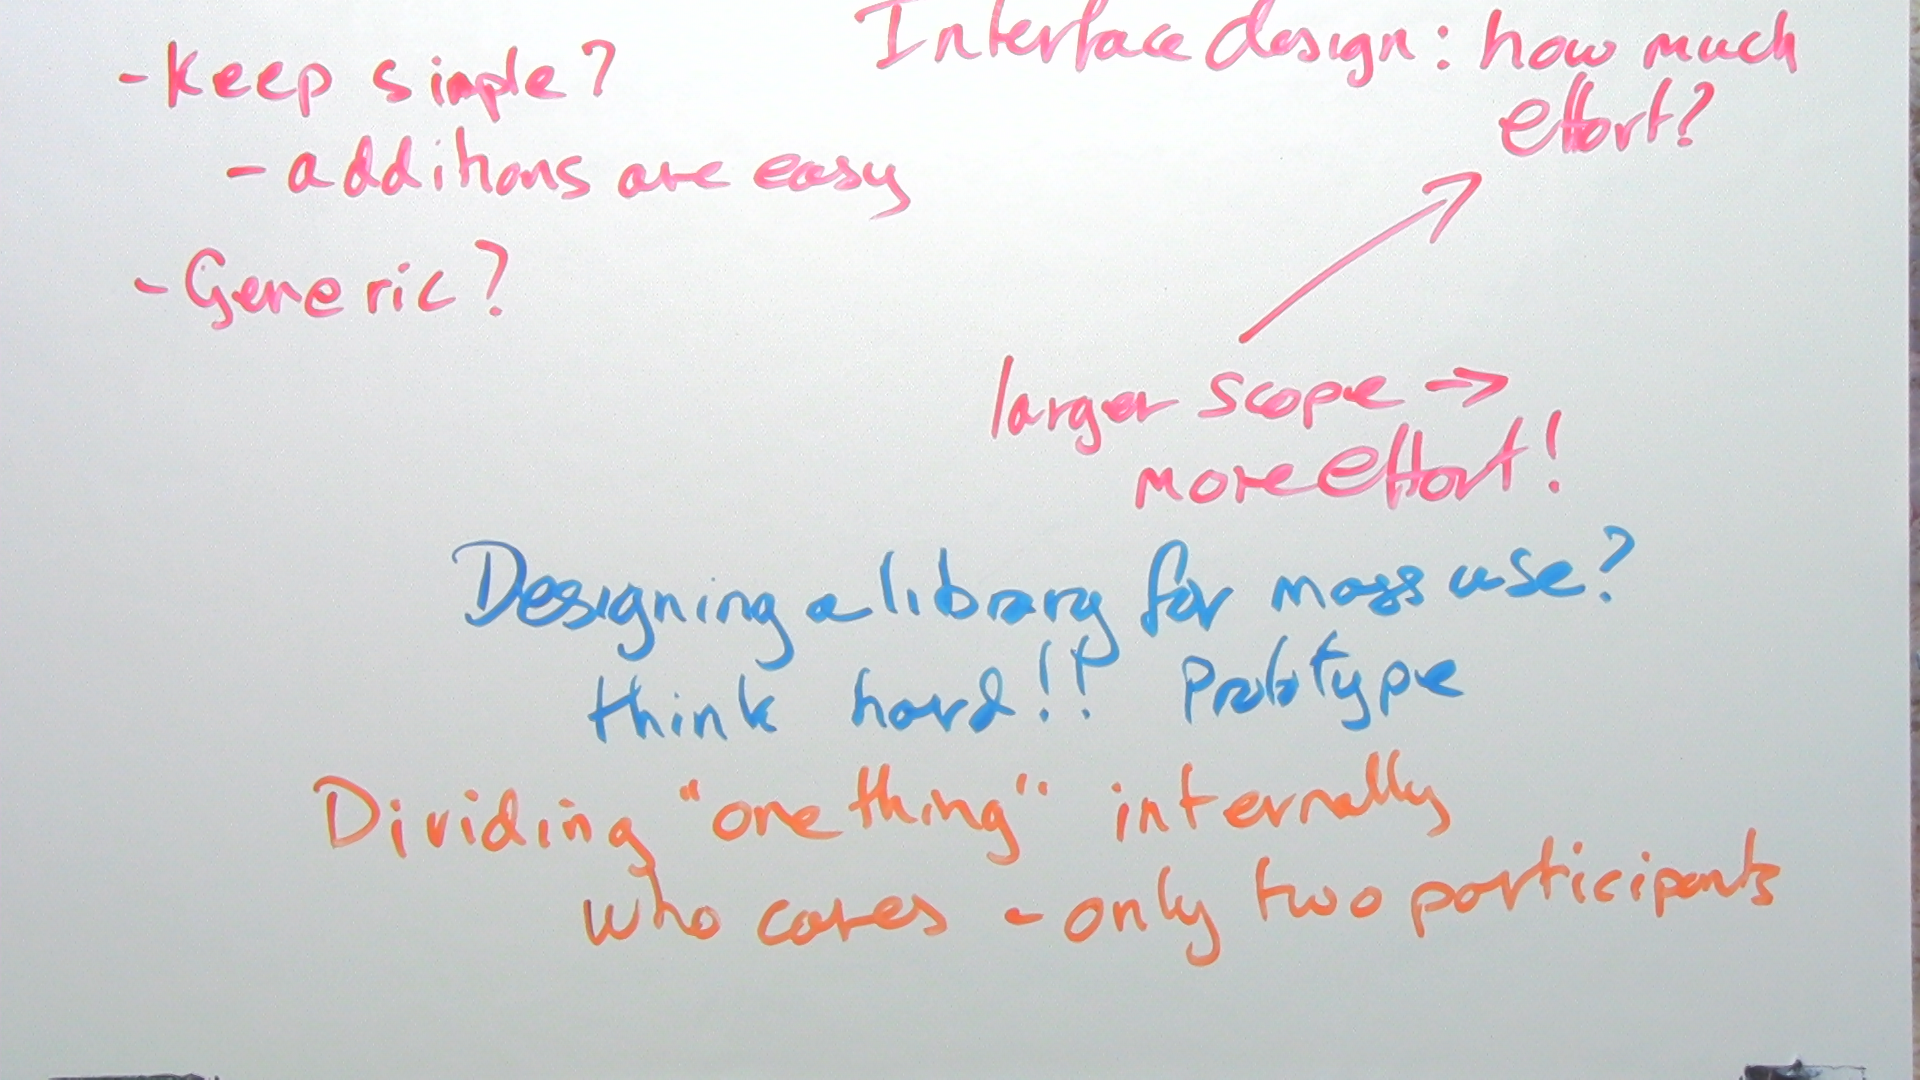 - Keep simple?
- additions are easy
- Generic?
Interface design: how much
effort?
larger scope →
more effort!
Designing a library for mass use?
think hard!! Prototype
Dividing "one thing" internally
who cares - only two participants